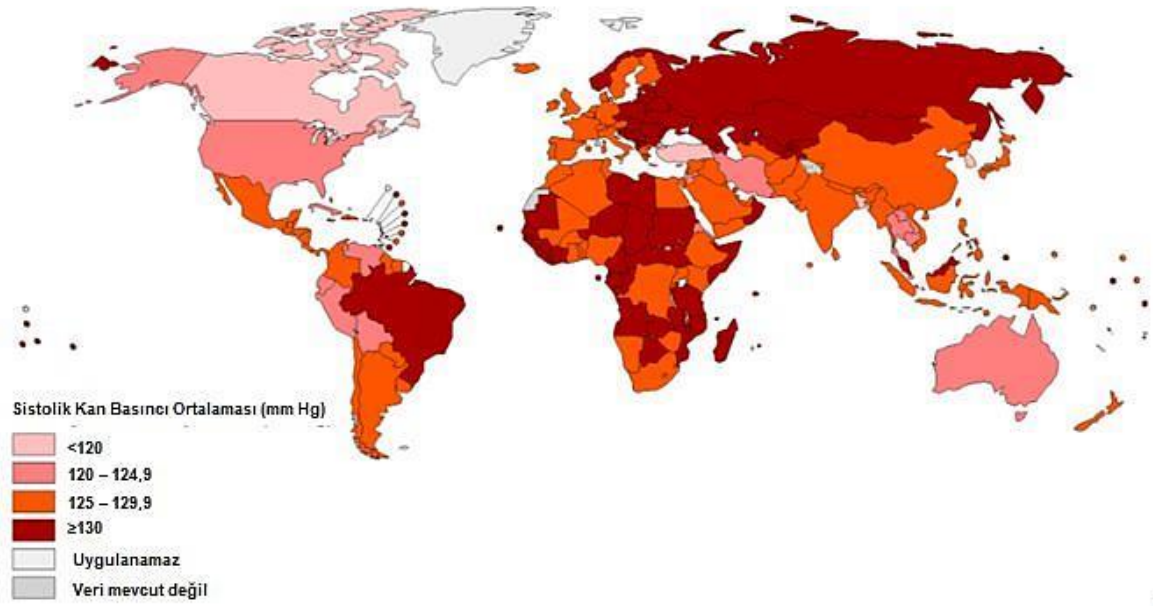 Sistolik Kan Basıncı Ortalaması (mm Hg)
<120
120 – 124,9
125 – 129,9
≥130
Uygulanamaz
Veri mevcut değil